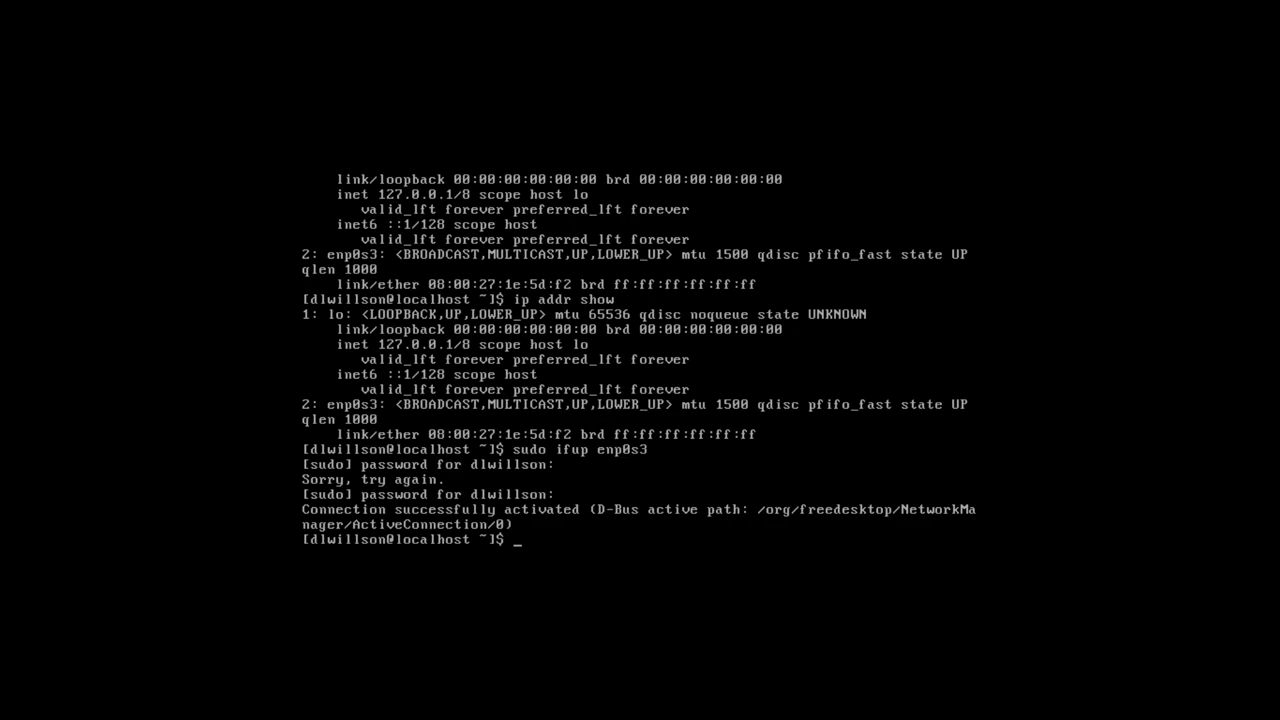 link/loopback 00:00:00:00:00:00 brd 00:00:00:00:00:00
inet 127.0.0.1/8 scope host lo
valid_lft forever preferred_lft forever
inet6 ::1/128 scope host
valid_lft forever preferred_lft forever
2: enp0s3: <BROADCAST,MULTICAST,UP,LOWER_UP> mtu 1500 qdisc pfifo_fast state UP
qlen 1000
link/ether 08:00:27:1e:5d:f2 brd ff:ff:ff:ff:ff:ff
[dlwillson@localhost ~]$ ip addr show
1: lo: <LOOPBACK,UP,LOWER_UP> mtu 65536 qdisc noqueue state UNKNOWN
link/loopback 00:00:00:00:00:00 brd 00:00:00:00:00:00
inet 127.0.0.1/8 scope host lo
valid_lft forever preferred_lft forever
inet6 ::1/128 scope host
valid_lft forever preferred_lft forever
2: enp0s3: <BROADCAST,MULTICAST,UP,LOWER_UP> mtu 1500 qdisc pfifo_fast state UP
qlen 1000
link/ether 08:00:27:1e:5d:f2 brd ff:ff:ff:ff:ff:ff
[dlwillson@localhost ~]$ sudo ifup enp0s3
[sudo] password for dlwillson:
Sorry, try again.
[sudo] password for dlwillson:
Connection successfully activated (D-Bus active path: /org/freedesktop/NetworkMa
nager/ActiveConnection/0)
[dlwillson@localhost ~]$ _